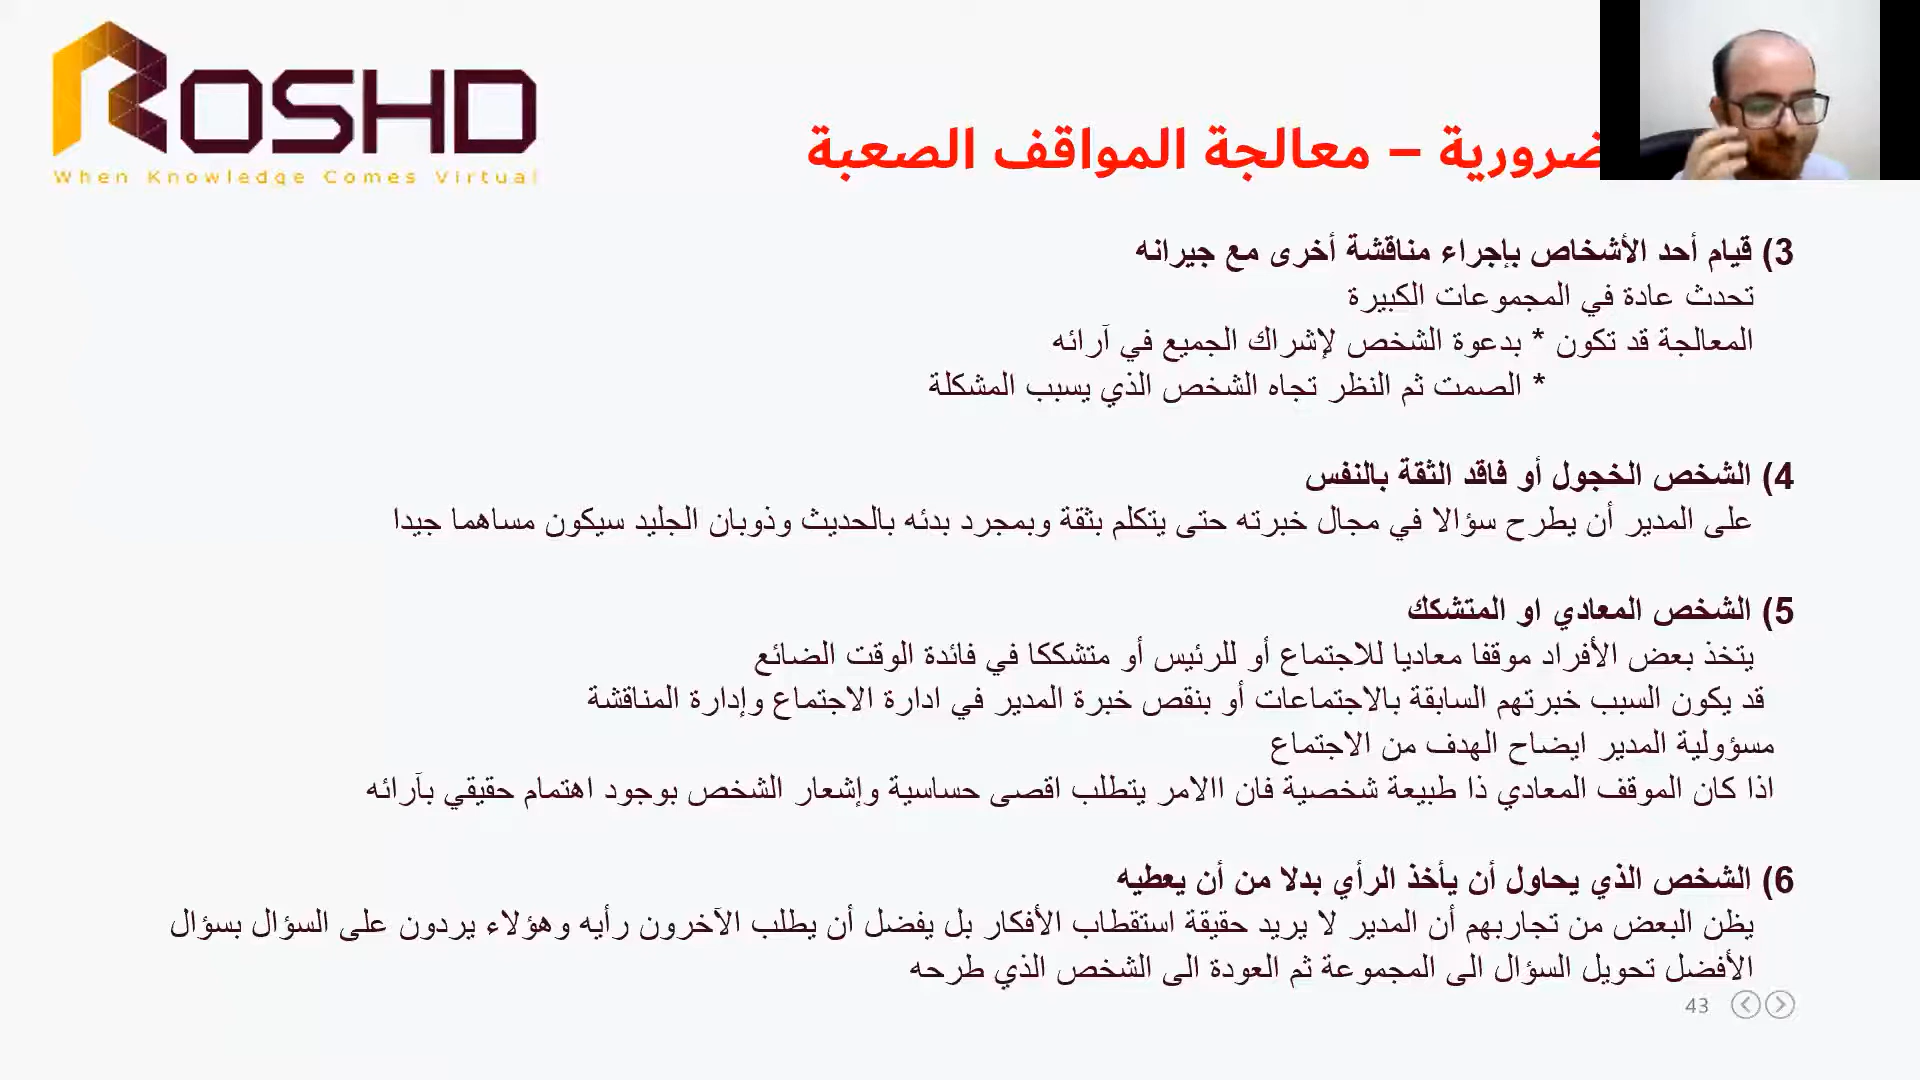 ROSHD
When Knowledge Comes Virtual
ضرورية – معالجة المواقف الصعبة
3) قيام أحد الأشخاص بإجراء مناقشة أخرى مع جيرانه
تحدث عادة في المجموعات الكبيرة
المعالجة قد تكون * بدعوة الشخص لإشراك الجميع في آرائه
* الصمت ثم النظر تجاه الشخص الذي يسبب المشكلة
4) الشخص الخجول أو فاقد الثقة بالنفس
على المدير أن يطرح سؤالا في مجال خبرته حتى يتكلم بثقة وبمجرد بدئه بالحديث وذوبان الجليد سيكون مساهما جيدا
5) الشخص المعادي او المتشكك
يتخذ بعض الأفراد موقفا معاديا للاجتماع أو للرئيس أو متشككا في فائدة الوقت الضائع
قد يكون السبب خبرتهم السابقة بالاجتماعات أو بنقص خبرة المدير في ادارة الاجتماع وإدارة المناقشة
مسؤولية المدير ايضاح الهدف من الاجتماع
اذا كان الموقف المعادي ذا طبيعة شخصية فان االامر يتطلب اقصى حساسية وإشعار الشخص بوجود اهتمام حقيقي بآرائه
6) الشخص الذي يحاول أن يأخذ الرأي بدلا من أن يعطيه
يظن البعض من تجاربهم أن المدير لا يريد حقيقة استقطاب الأفكار بل يفضل أن يطلب الآخرون رأيه وهؤلاء يردون على السؤال بسؤال
الأفضل تحويل السؤال الى المجموعة ثم العودة الى الشخص الذي طرحه
43